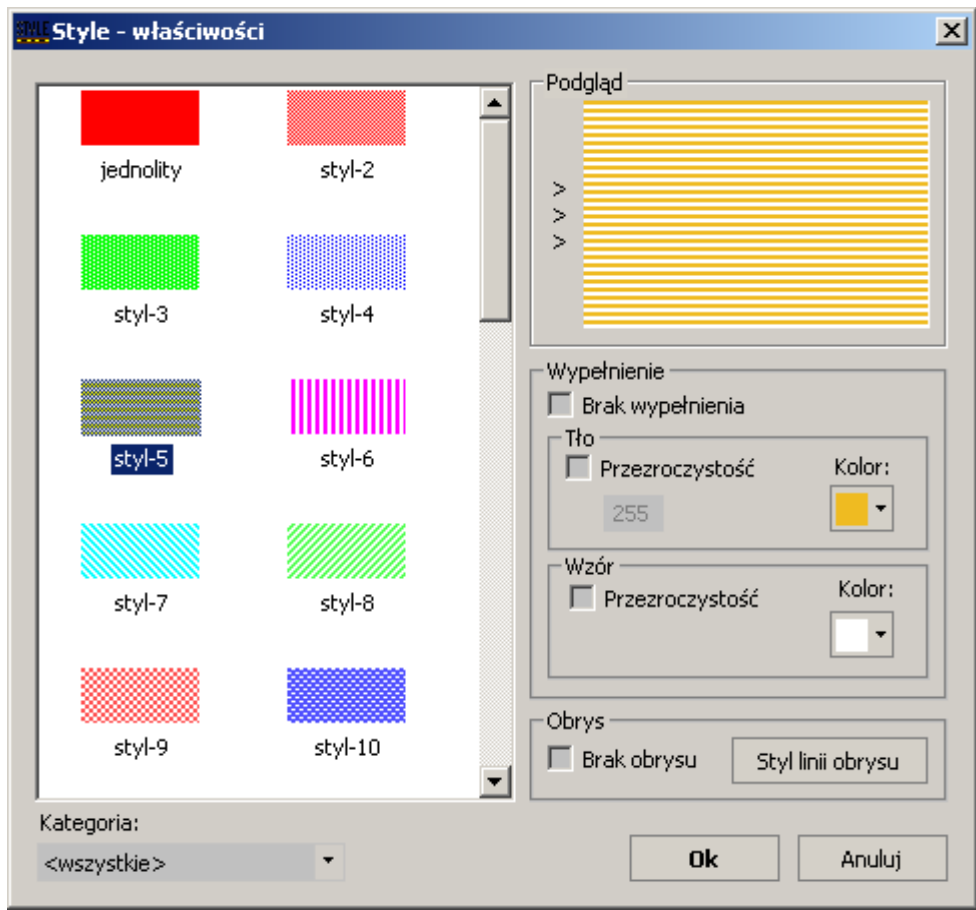 STYLE Style - właściwości
jednolity styl-2
styl-3 styl-4
styl-5 styl-6
styl-7 styl-8
styl-9 styl-10
Kategoria:
<wszystkie>
Podgląd
>
>
>
Wypełnienie
Brak wypełnienia
Tło
Przezroczystość Kolor:
255
Wzór
Przezroczystość Kolor:
Obrys
Brak obrysu Styl linii obrysu
Ok Anuluj